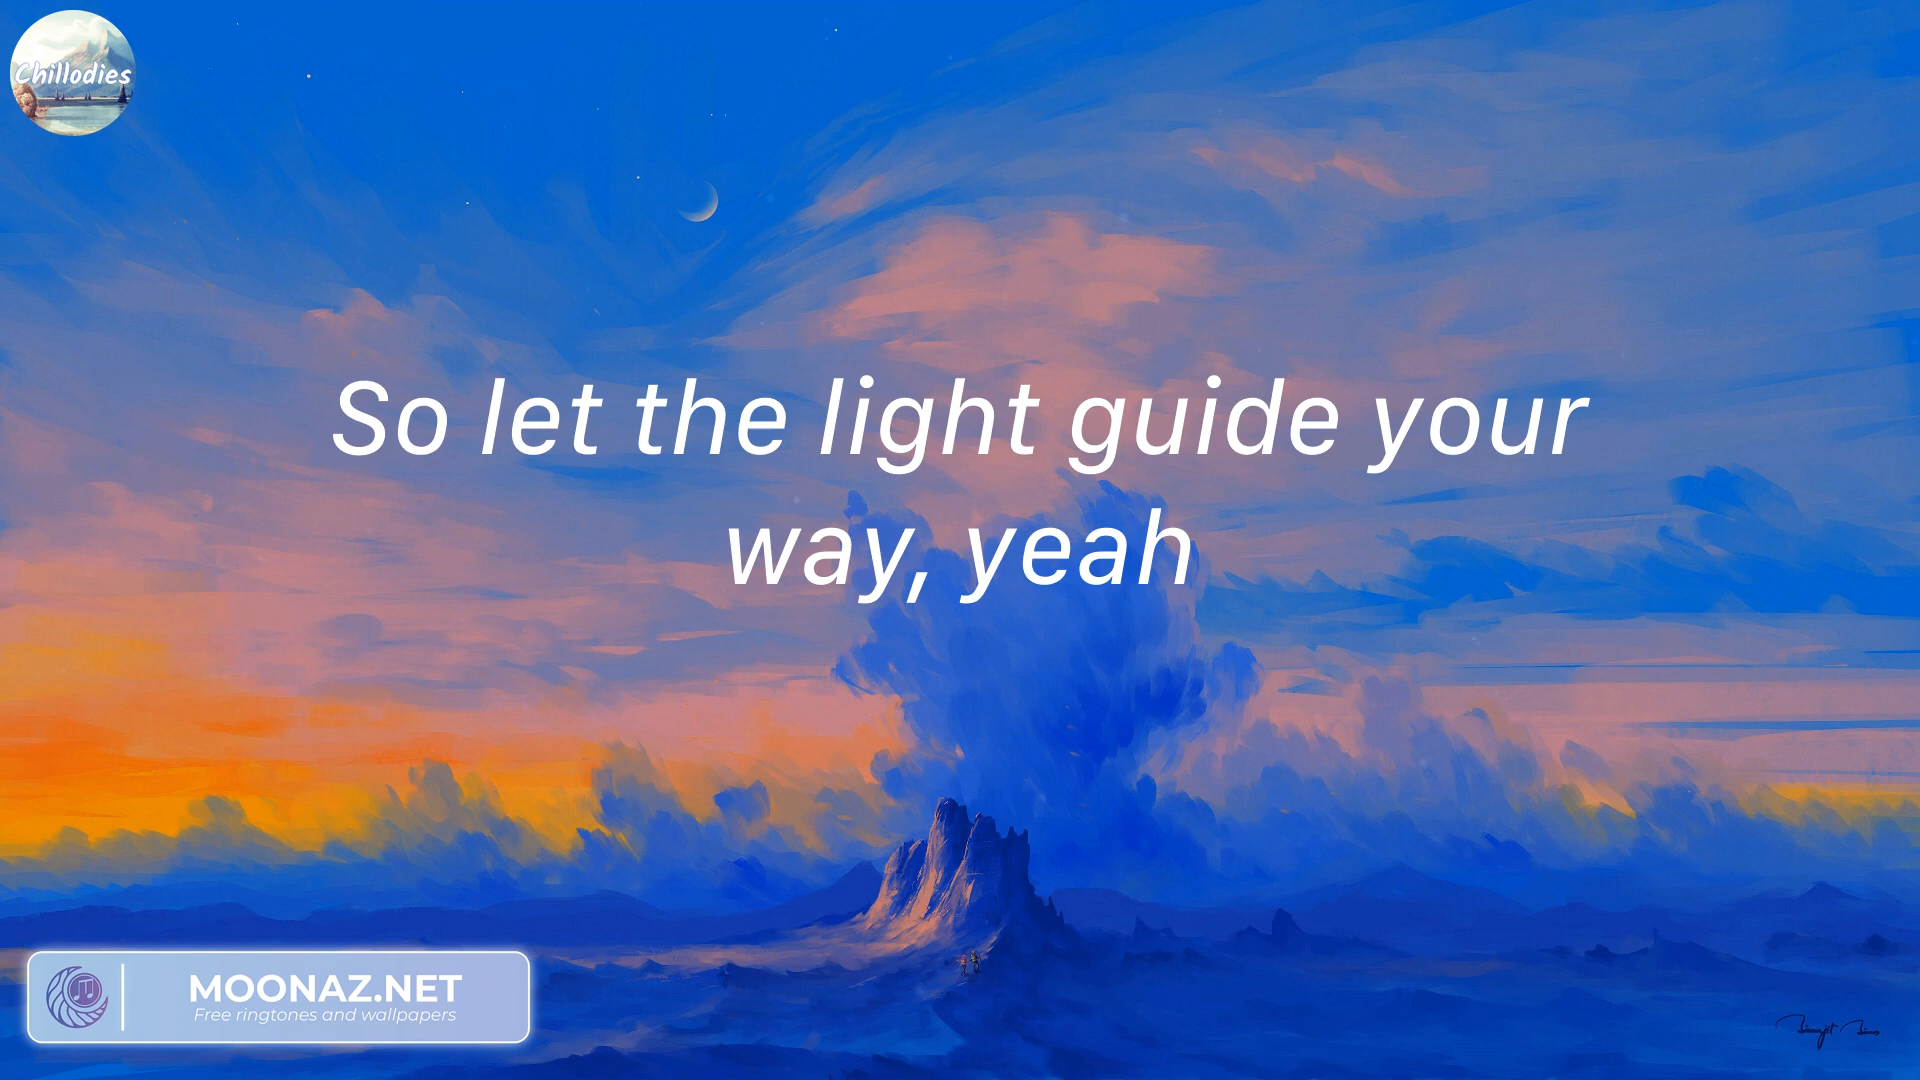 Chillodies
So let the light guide your
way, yeah
MOONAZ.NET
Free ringtones and wallpapers